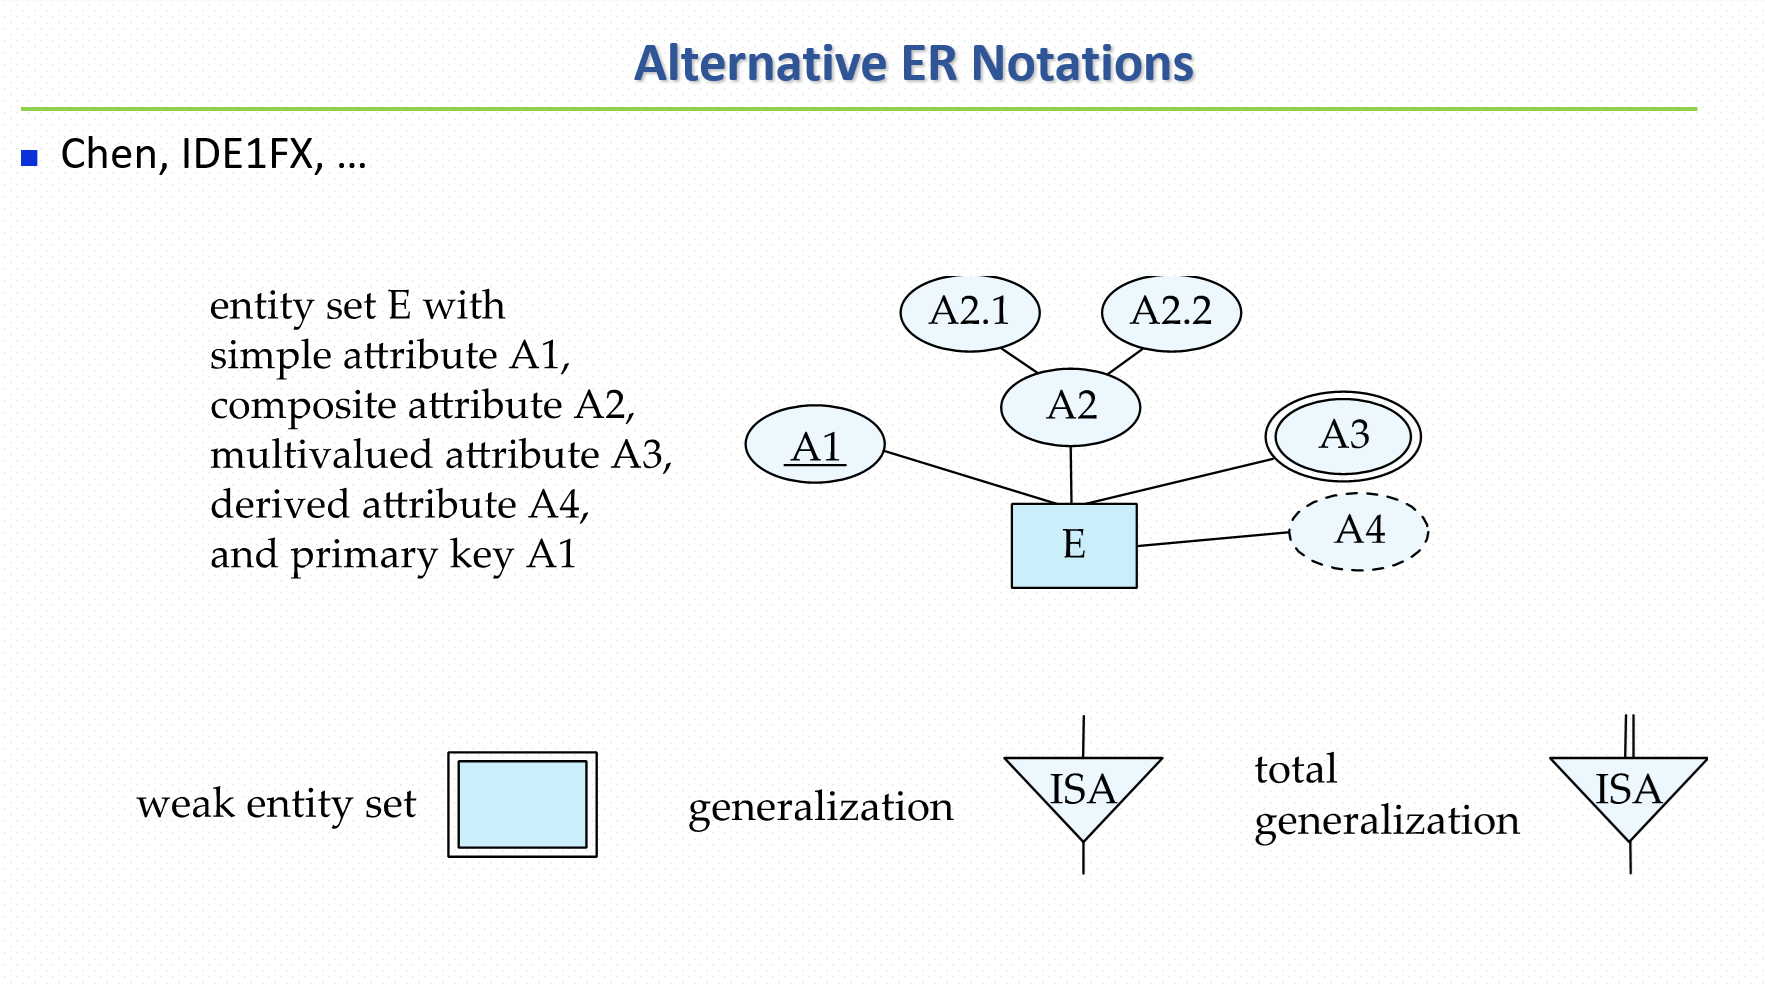 Alternative ER Notations
Chen, IDE1FX, ...
entity set E with
simple attribute A1,
composite attribute A2,
multivalued attribute A3,
derived attribute A4,
and primary key A1
A2.1
A2.2
A2
A1
A3
E
A4
weak entity set
generalization
ISA
total
generalization
ISA